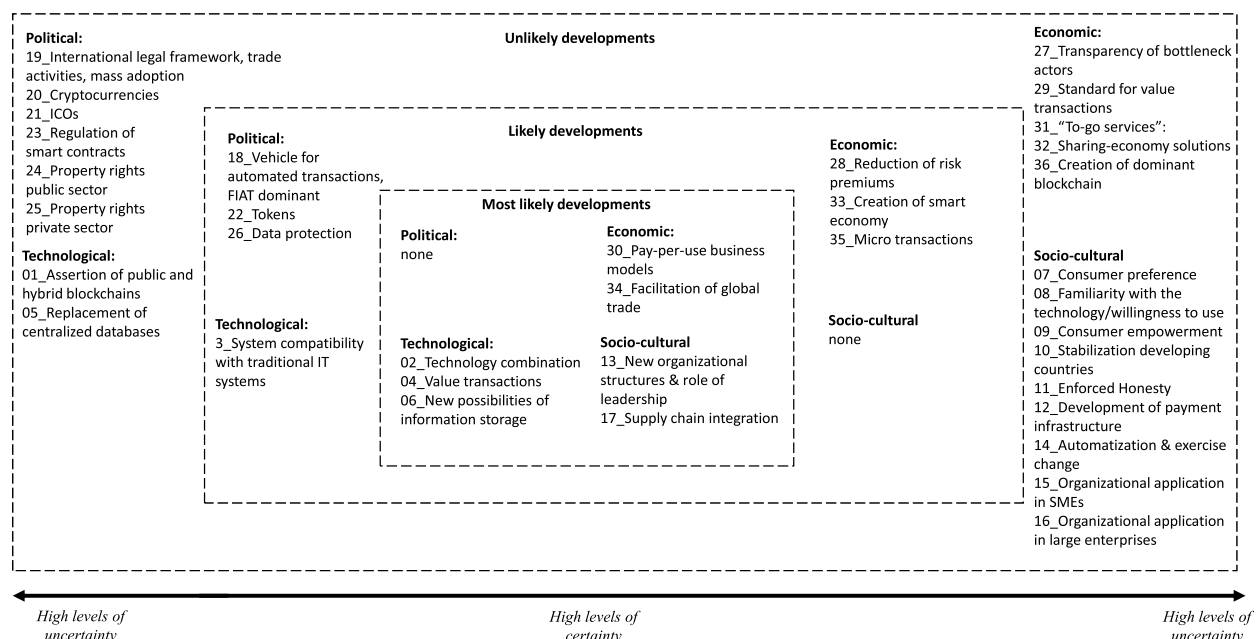 Unlikely developments
Political:
19_International legal framework, trade
activities, mass adoption
20_Cryptocurrencies
21_ICOs
23_Regulation of
smart contracts
24_Property rights
public sector
25_Property rights
private sector
Technological:
01_Assertion of public and
hybrid blockchains
05_Replacement of
centralized databases
Likely developments
Political:
18_Vehicle for
automated transactions,
FIAT dominant
22_Tokens
26_Data protection
Technological:
3_System compatibility
with traditional IT
systems
Most likely developments
Political:
none
Economic:
30_Pay-per-use business
models
34_Facilitation of global
trade
Technological:
02_Technology combination
04_Value transactions
06_New possibilities of
information storage
Socio-cultural
13_New organizational
structures & role of
leadership
17_Supply chain integration
Economic:
28_Reduction of risk
premiums
33_Creation of smart
economy
35_Micro transactions
Socio-cultural
none
Economic:
27_Transparency of bottleneck
actors
29_Standard for value
transactions
31_“To-go services”:
32_Sharing-economy solutions
36_Creation of dominant
blockchain
Socio-cultural
07_Consumer preference
08_Familiarity with the
technology/willingness to use
09_Consumer empowerment
10_Stabilization developing
countries
11_Enforced Honesty
12_Development of payment
infrastructure
14_Automatization & exercise
change
15_Organizational application
in SMEs
16_Organizational application
in large enterprises
High levels of
uncertainty
High levels of
certainty
High levels of
uncertainty